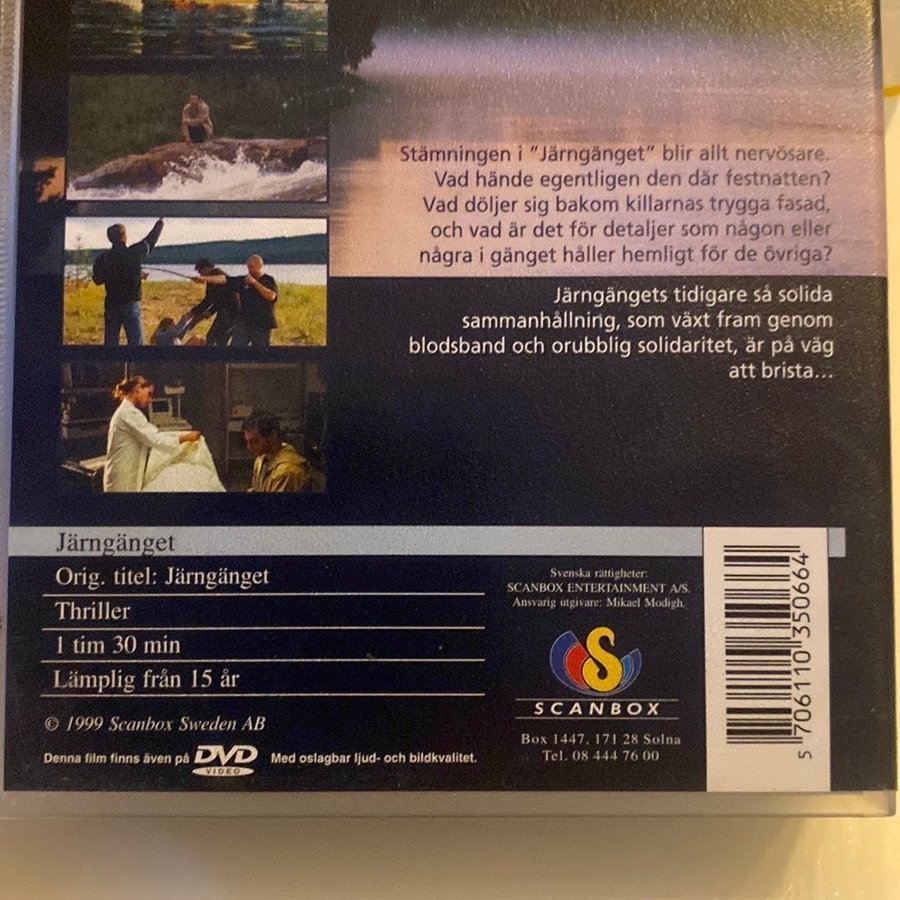 Stämningen i "Järngänget" blir allt nervösare.
Vad hände egentligen den där festnatten?
Vad döljer sig bakom killarnas trygga fasad,
och vad är det för detaljer som någon eller
några i gänget håller hemligt för de övriga?
Järngängets tidigare så solida
sammanhållning, som växt fram genom
blodsband och orubblig solidaritet, är på väg
att brista...
Järngänget
Orig. titel: Järngänget
Thriller
1 tim 30 min
Lämplig från 15 år
© 1999 Scanbox Sweden AB
Denna film finns även på DVD VIDEO Med oslagbar ljud- och bildkvalitet.
Svenska rättigheter:
SCANBOX ENTERTAINMENT A/S.
Ansvarig utgivare: Mikael Modigh.
S
SCANBOX
Box 1447, 171 28 Solna
Tel. 08 444 76 00
5 706110 350664